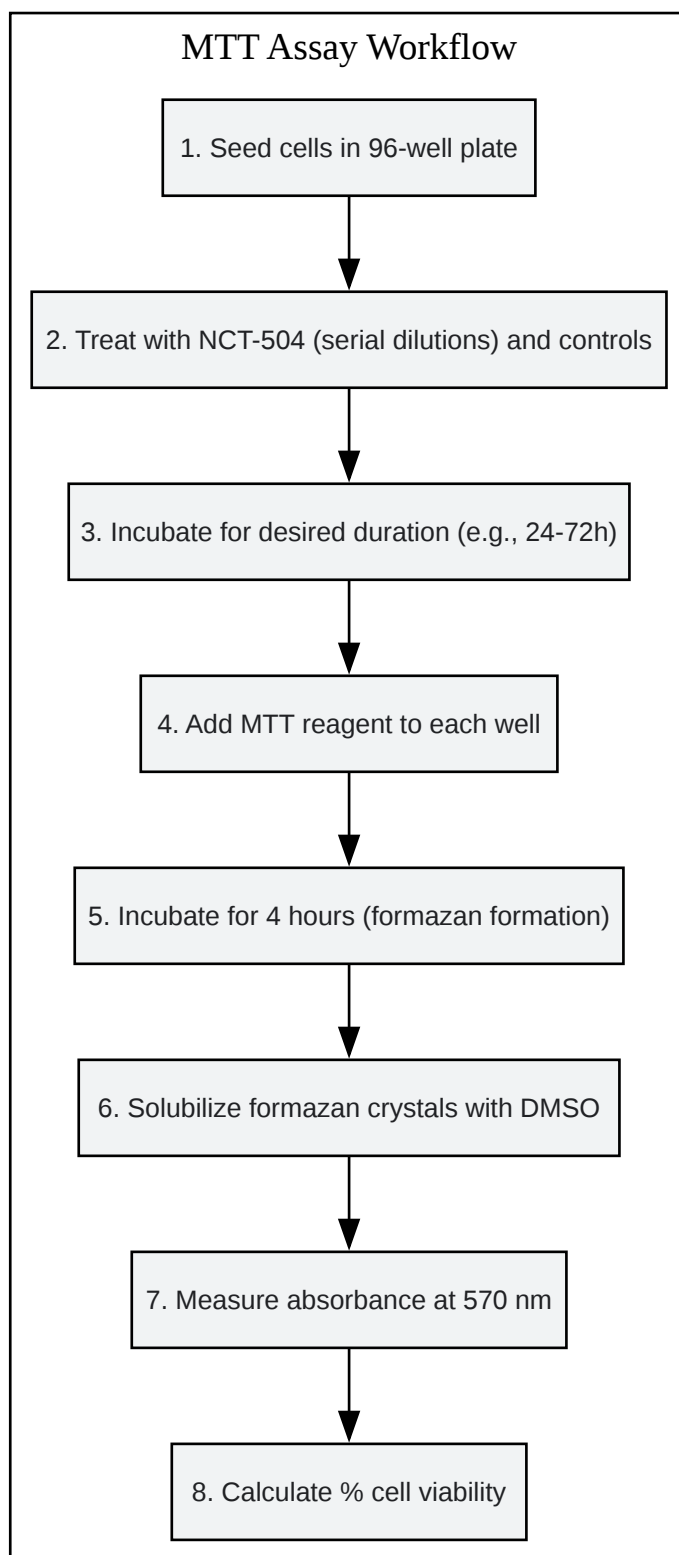 MTT Assay Workflow
1. Seed cells in 96-well plate
2. Treat with NCT-504 (serial dilutions) and controls
3. Incubate for desired duration (e.g., 24-72h)
4. Add MTT reagent to each well
5. Incubate for 4 hours (formazan formation)
6. Solubilize formazan crystals with DMSO
7. Measure absorbance at 570 nm
8. Calculate % cell viability